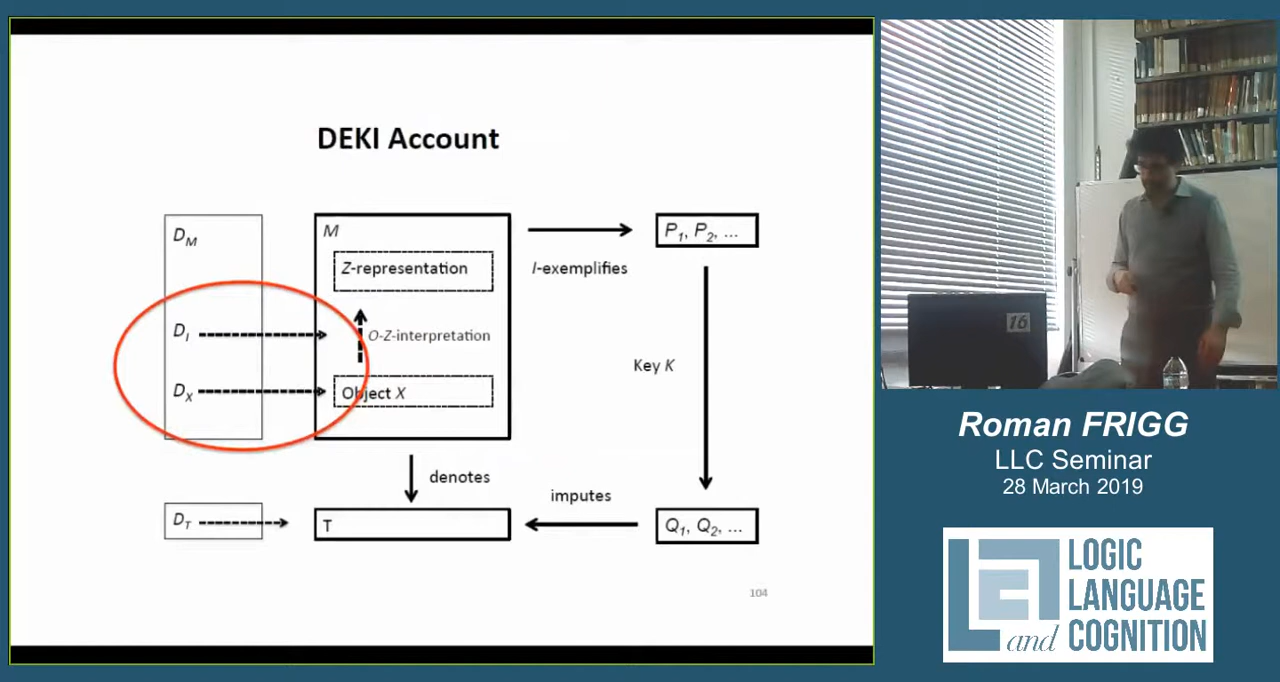 DEKI Account
D_M
D_I
D_X
M
Z-representation
O-Z-interpretation
Object X
I-exemplifies
P_1, P_2, ...
Key K
denotes
imputes
D_T
T
Q_1, Q_2, ...
104
16
Roman FRIGG
LLC Seminar
28 March 2019
LOGIC
LANGUAGE
and COGNITION